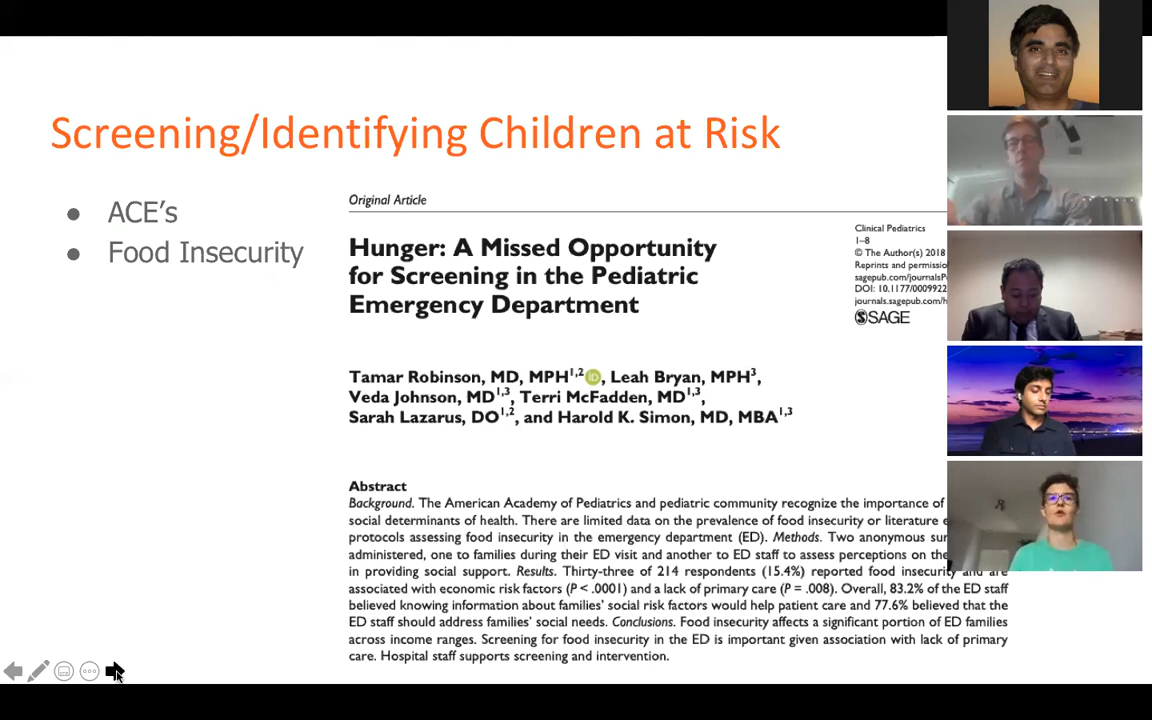 Screening/Identifying Children at Risk
● ACE's
● Food Insecurity
Original Article
Hunger: A Missed Opportunity
for Screening in the Pediatric
Emergency Department
Clinical Pediatrics
1–8
© The Author(s) 2018
Reprints and
sagepub.com/
DOI: 10.1177/0009922
journals.sagepub.com/
SAGE
Tamar Robinson, MD, MPH1,2 iD, Leah Bryan, MPH3,
Veda Johnson, MD1,3, Terri McFadden, MD1,3,
Sarah Lazarus, DO1,2, and Harold K. Simon, MD, MBA1,3
Abstract
Background. The American Academy of Pediatrics and pediatric community recognize the importance of
social determinants of health. There are limited data on the prevalence of food insecurity or literature
protocols assessing food insecurity in the emergency department (ED). Methods. Two anonymous
administered, one to families during their ED visit and another to ED staff to assess perceptions on
in providing social support. Results. Thirty-three of 214 respondents (15.4%) reported food insecurity and are
associated with economic risk factors (P < .0001) and a lack of primary care (P = .008). Overall, 83.2% of the ED staff
believed knowing information about families' social risk factors would help patient care and 77.6% believed that the
ED staff should address families' social needs. Conclusions. Food insecurity affects a significant portion of ED families
across income ranges. Screening for food insecurity in the ED is important given association with lack of primary
care. Hospital staff supports screening and intervention.